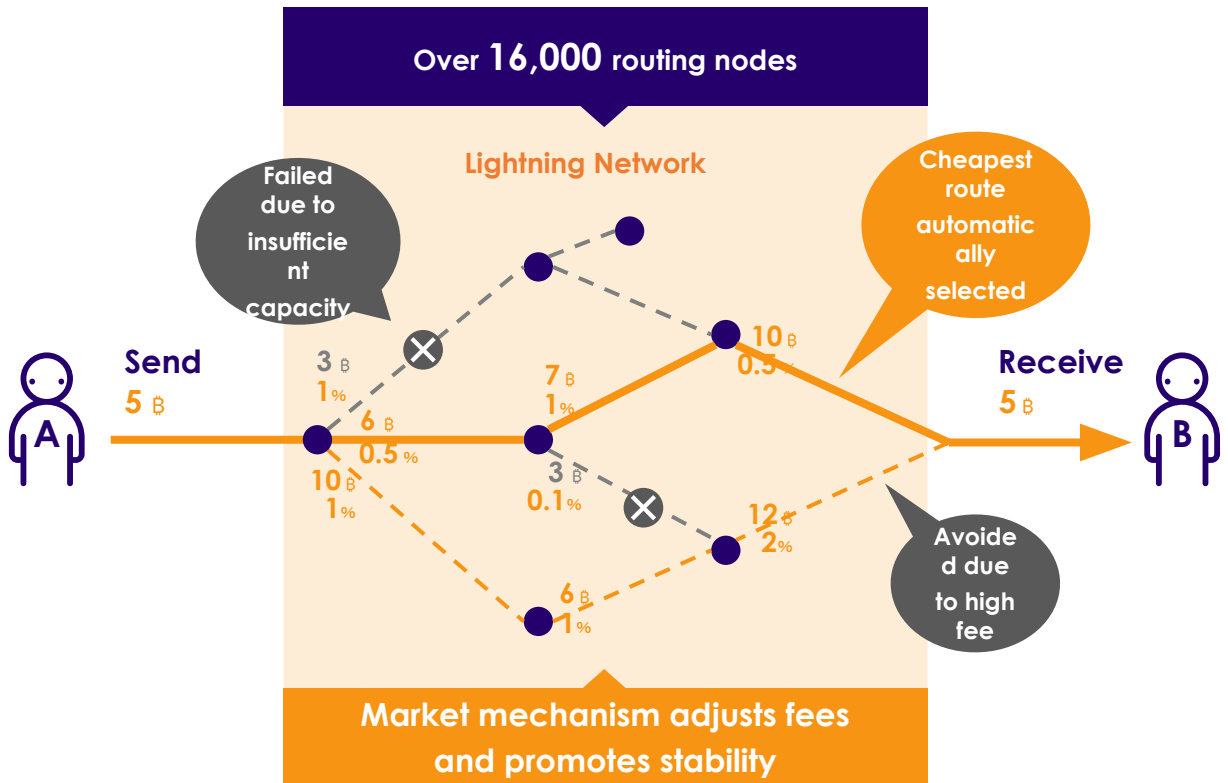 Over 16,000 routing nodes
Lightning Network
Failed
due to
insufficie
nt
capacity
Cheapest
route
automatic
ally
selected
Send
5 ₿
A
3 ₿
1%
6 ₿
0.5 %
10 ₿
1%
7 ₿
1%
3 ₿
0.1%
10 ₿
0.5 %
12 ₿
2%
6 ₿
1%
Receive
5 ₿
B
Avoide
d due
to high
fee
Market mechanism adjusts fees
and promotes stability